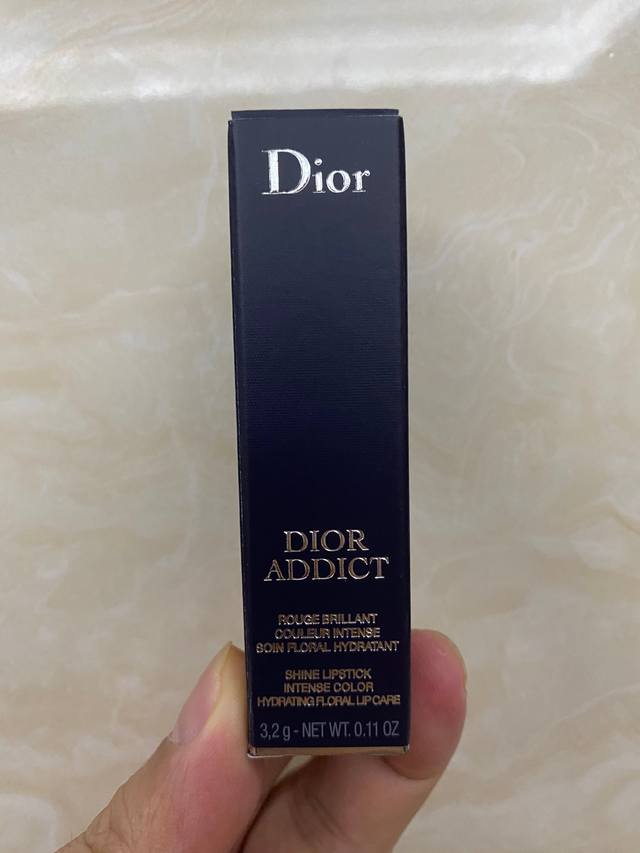 Dior
DIOR
ADDICT
ROUGE BRILLANT
COULEUR INTENSE
SOIN FLORAL HYDRATANT
SHINE LIPSTICK
INTENSE COLOR
HYDRATING FLORAL LIP CARE
3,2 g - NET WT. 0.11 OZ